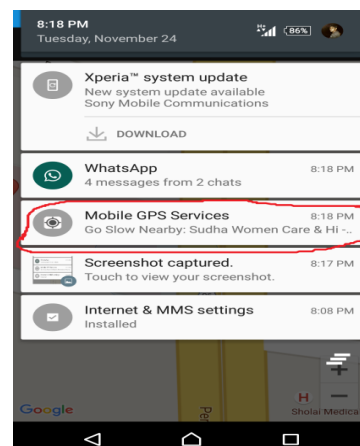 8:18 PM
Tuesday, November 24
86%
Xperia™ system update
New system update available
Sony Mobile Communications
DOWNLOAD
WhatsApp 8:18 PM
4 messages from 2 chats
Mobile GPS Services 8:18 PM
Go Slow Nearby: Sudha Women Care & Hi -..
Screenshot captured. 8:17 PM
Touch to view your screenshot.
Internet & MMS settings 8:08 PM
Installed
H
Google
Per
Sholai Medica